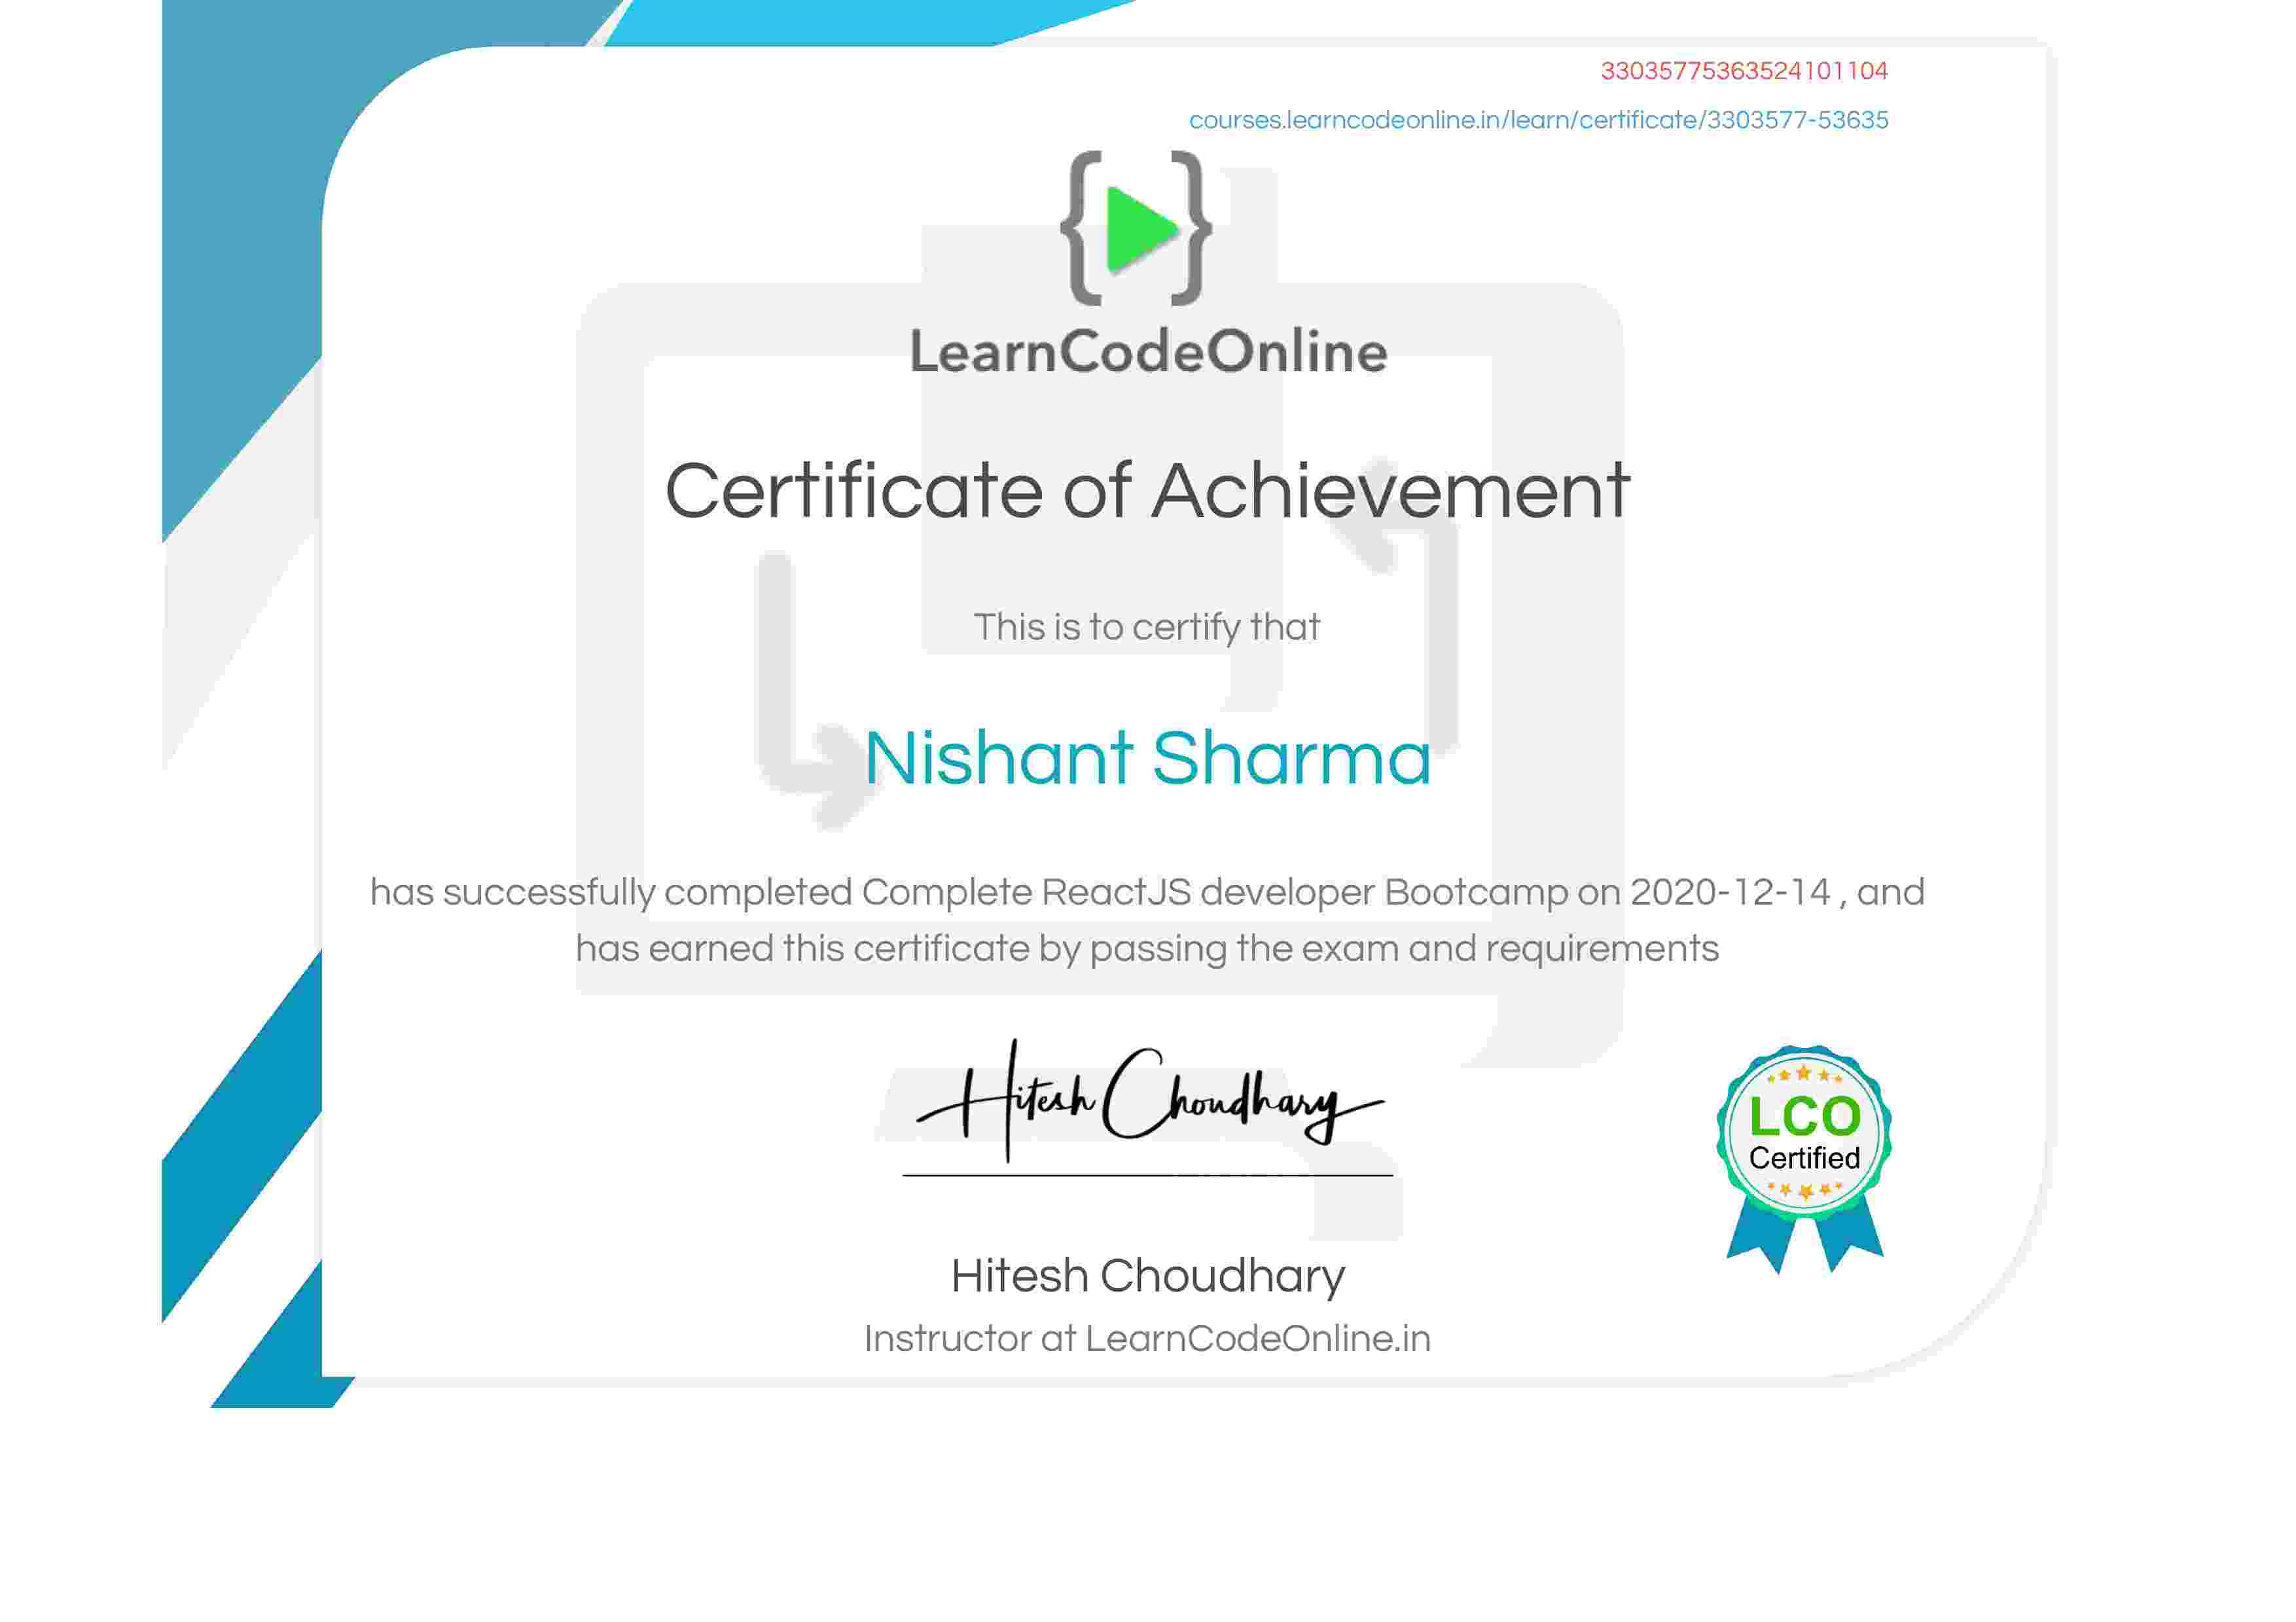 33035775363524101104
courses.learncodeonline.in/learn/certificate/3303577-53635
LearnCodeOnline
Certificate of Achievement
This is to certify that
Nishant Sharma
has successfully completed Complete ReactJS developer Bootcamp on 2020-12-14 , and
has earned this certificate by passing the exam and requirements
Hitesh Choudhary
LCO
Certified
Hitesh Choudhary
Instructor at LearnCodeOnline.in